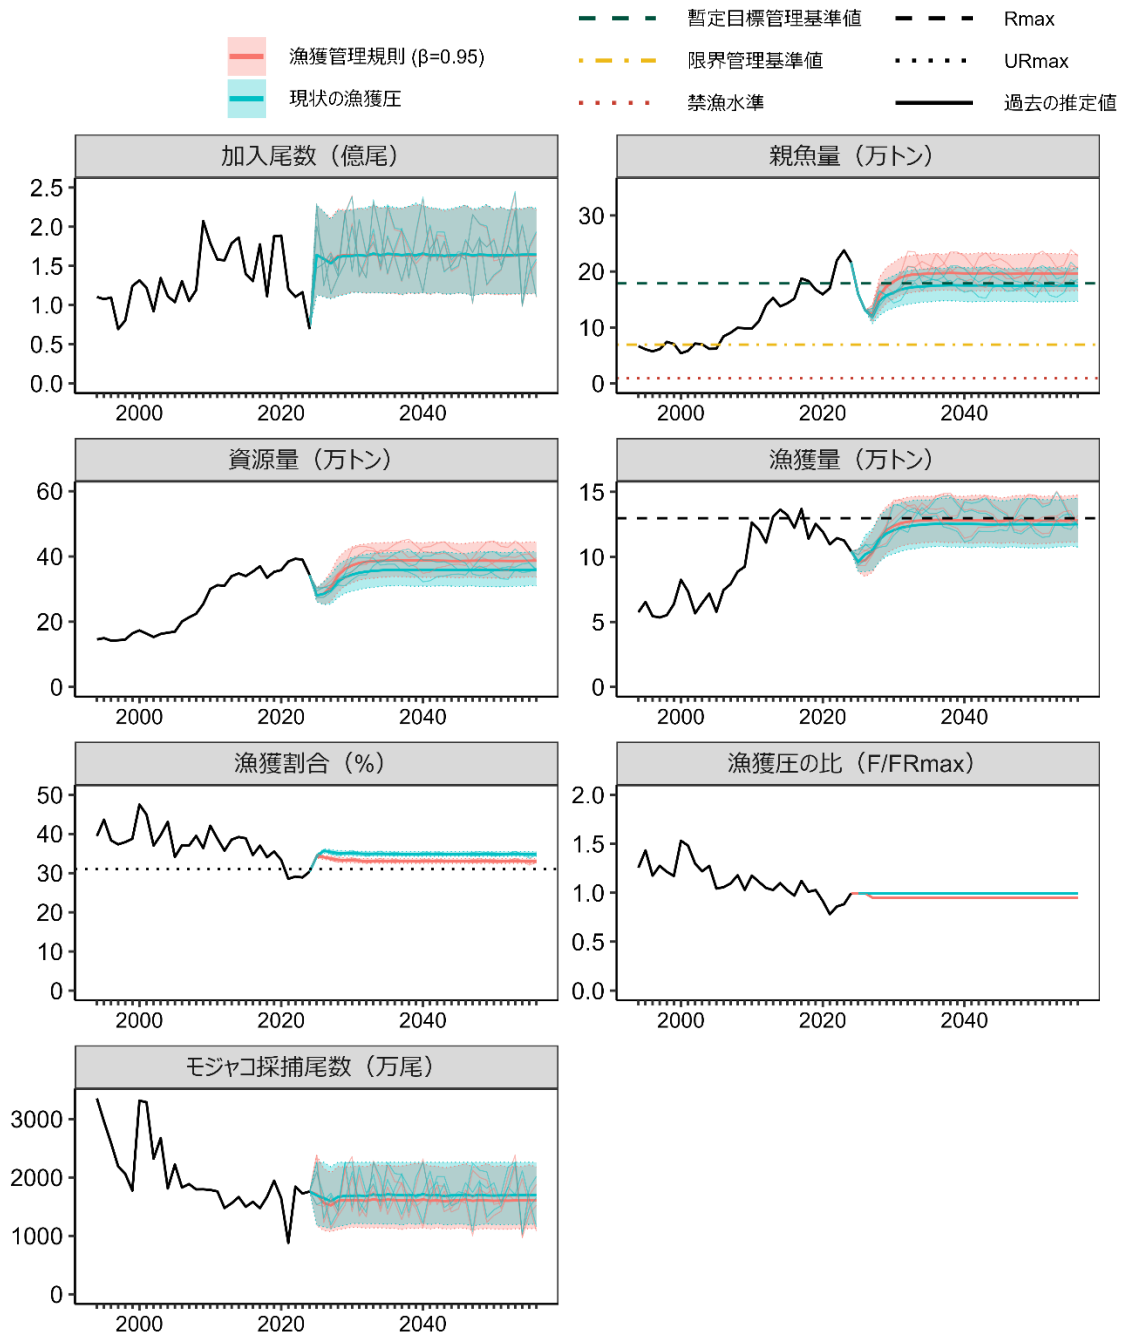 漁獲管理規則 (β=0.95)
現状の漁獲圧
暫定目標管理基準値
限界管理基準値
禁漁水準
Rmax
URmax
過去の推定値
加入尾数（億尾）
2.5
2.0
1.5
1.0
0.5
0.0
2000 2020 2040
親魚量（万トン）
30
20
10
0
2000 2020 2040
資源量（万トン）
60
40
20
0
2000 2020 2040
漁獲量（万トン）
15
10
5
0
2000 2020 2040
漁獲割合（%）
50
40
30
20
10
0
2000 2020 2040
漁獲圧の比（F/FRmax）
2.0
1.5
1.0
0.5
0.0
2000 2020 2040
モジャコ採捕尾数（万尾）
3000
2000
1000
0
2000 2020 2040